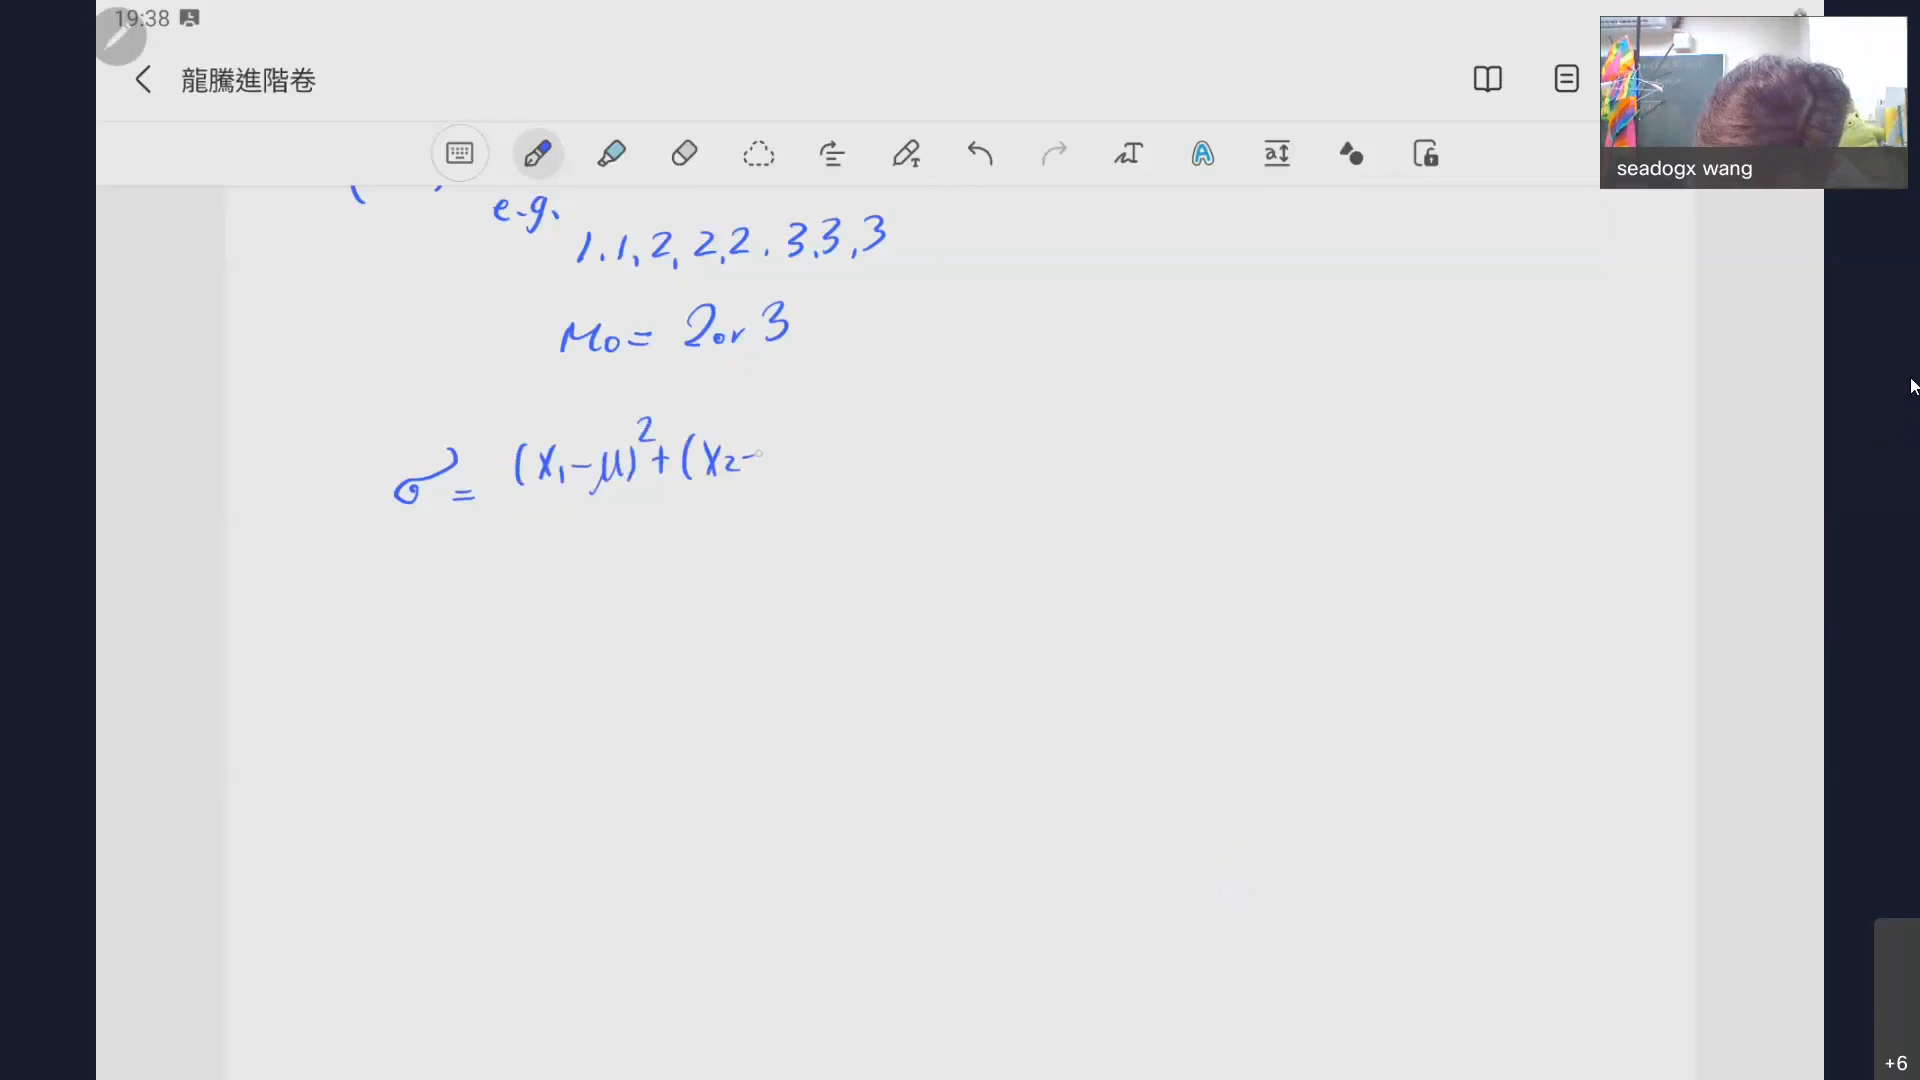 19:38
龍騰進階卷
seadogx wang
e.g.
1.1,2,2,2.3,3,3
Mo= 2 or 3
σ= (x₁-μ)²+(x₂-
+6